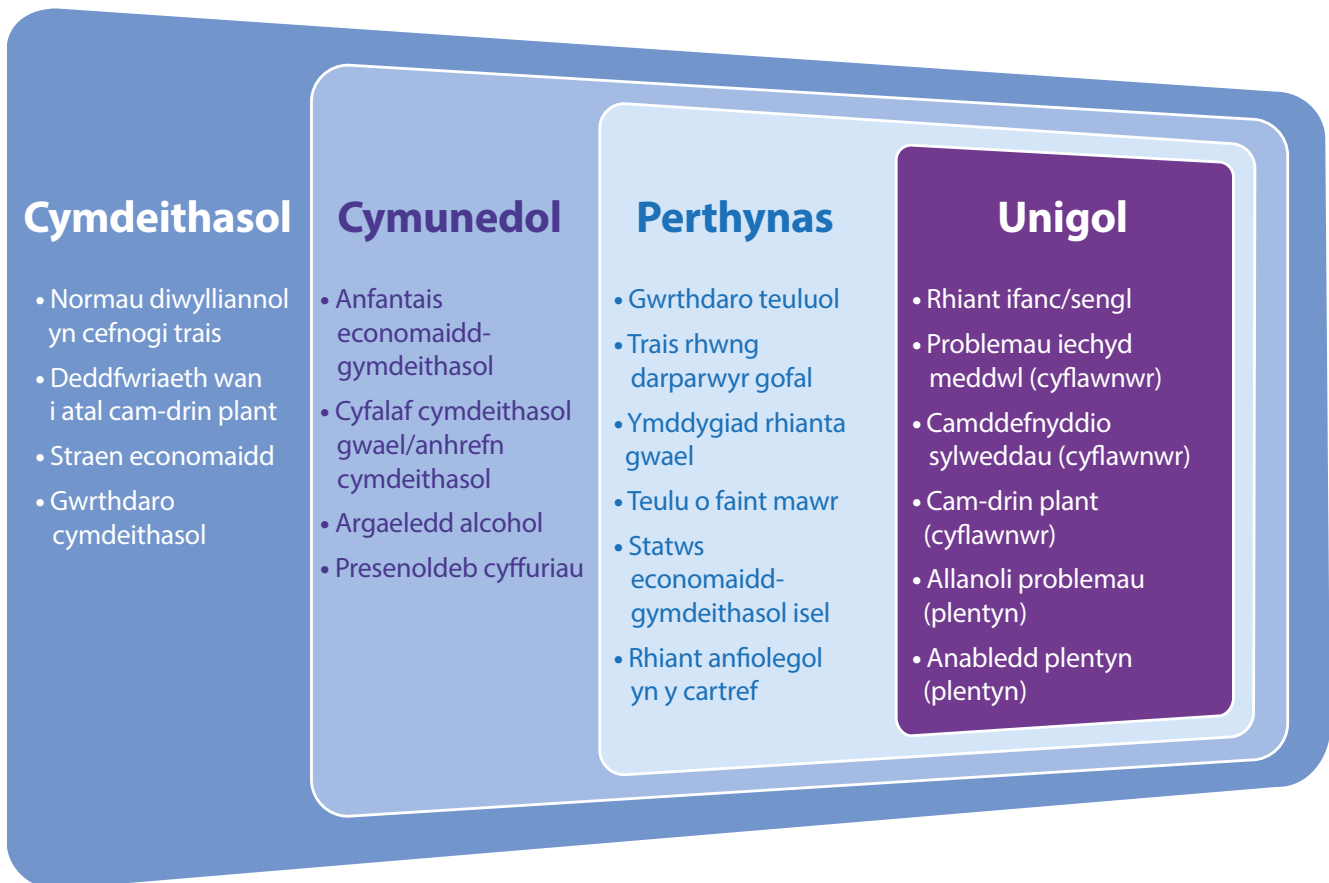 Cymdeithasol
• Normau diwylliannol
yn cefnogi trais
• Deddfwriaeth wan
i atal cam-drin plant
• Straen economaidd
• Gwrthdaro
cymdeithasol
Cymunedol
• Anfantais
economaidd-
gymdeithasol
• Cyfalaf cymdeithasol
gwael/anhrefn
cymdeithasol
• Argaeledd alcohol
• Presenoldeb cyffuriau
Perthynas
• Gwrthdaro teuluol
• Trais rhwng
darparwyr gofal
• Ymddygiad rhianta
gwael
• Teulu o faint mawr
• Statws
economaidd-
gymdeithasol isel
• Rhiant anfiolegol
yn y cartref
Unigol
• Rhiant ifanc/sengl
• Problemau iechyd
meddwl (cyflawnwr)
• Camddefnyddio
sylweddau (cyflawnwr)
• Cam-drin plant
(cyflawnwr)
• Allanoli problemau
(plentyn)
• Anabledd plentyn
(plentyn)